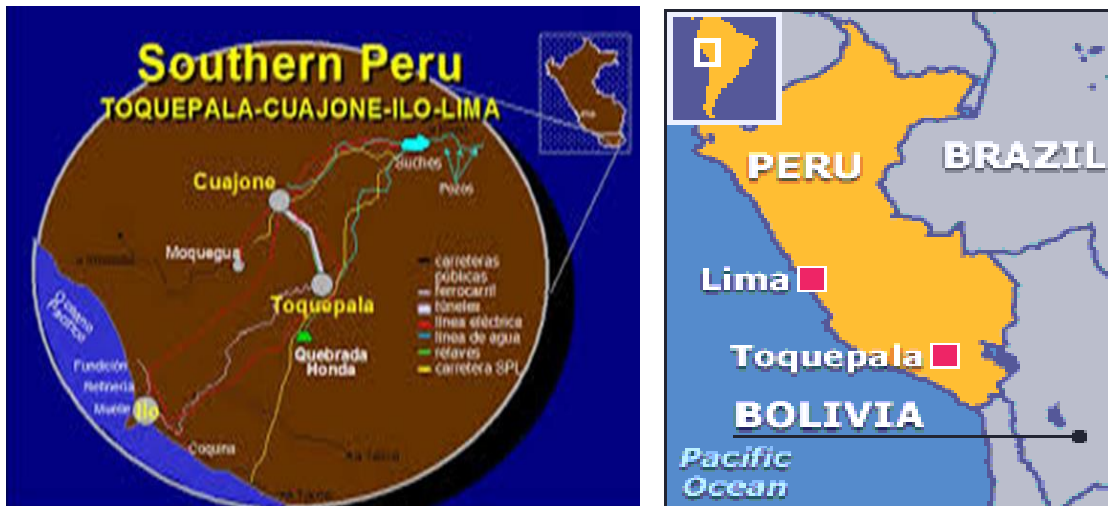 Southern Peru
TOQUEPALA-CUAJONE-ILO-LIMA
Suches
Pozos
Cuajone
Moquegua
Toquepala
Quebrada
Honda
carreteras
públicas
ferrocarril
túneles
línea eléctrica
línea de agua
relaves
carretera SPL
Océano
Pacífico
Fundición
Refinería
Muelle
Ilo
Coquina
PERU
BRAZIL
Lima
Toquepala
BOLIVIA
Pacific
Ocean